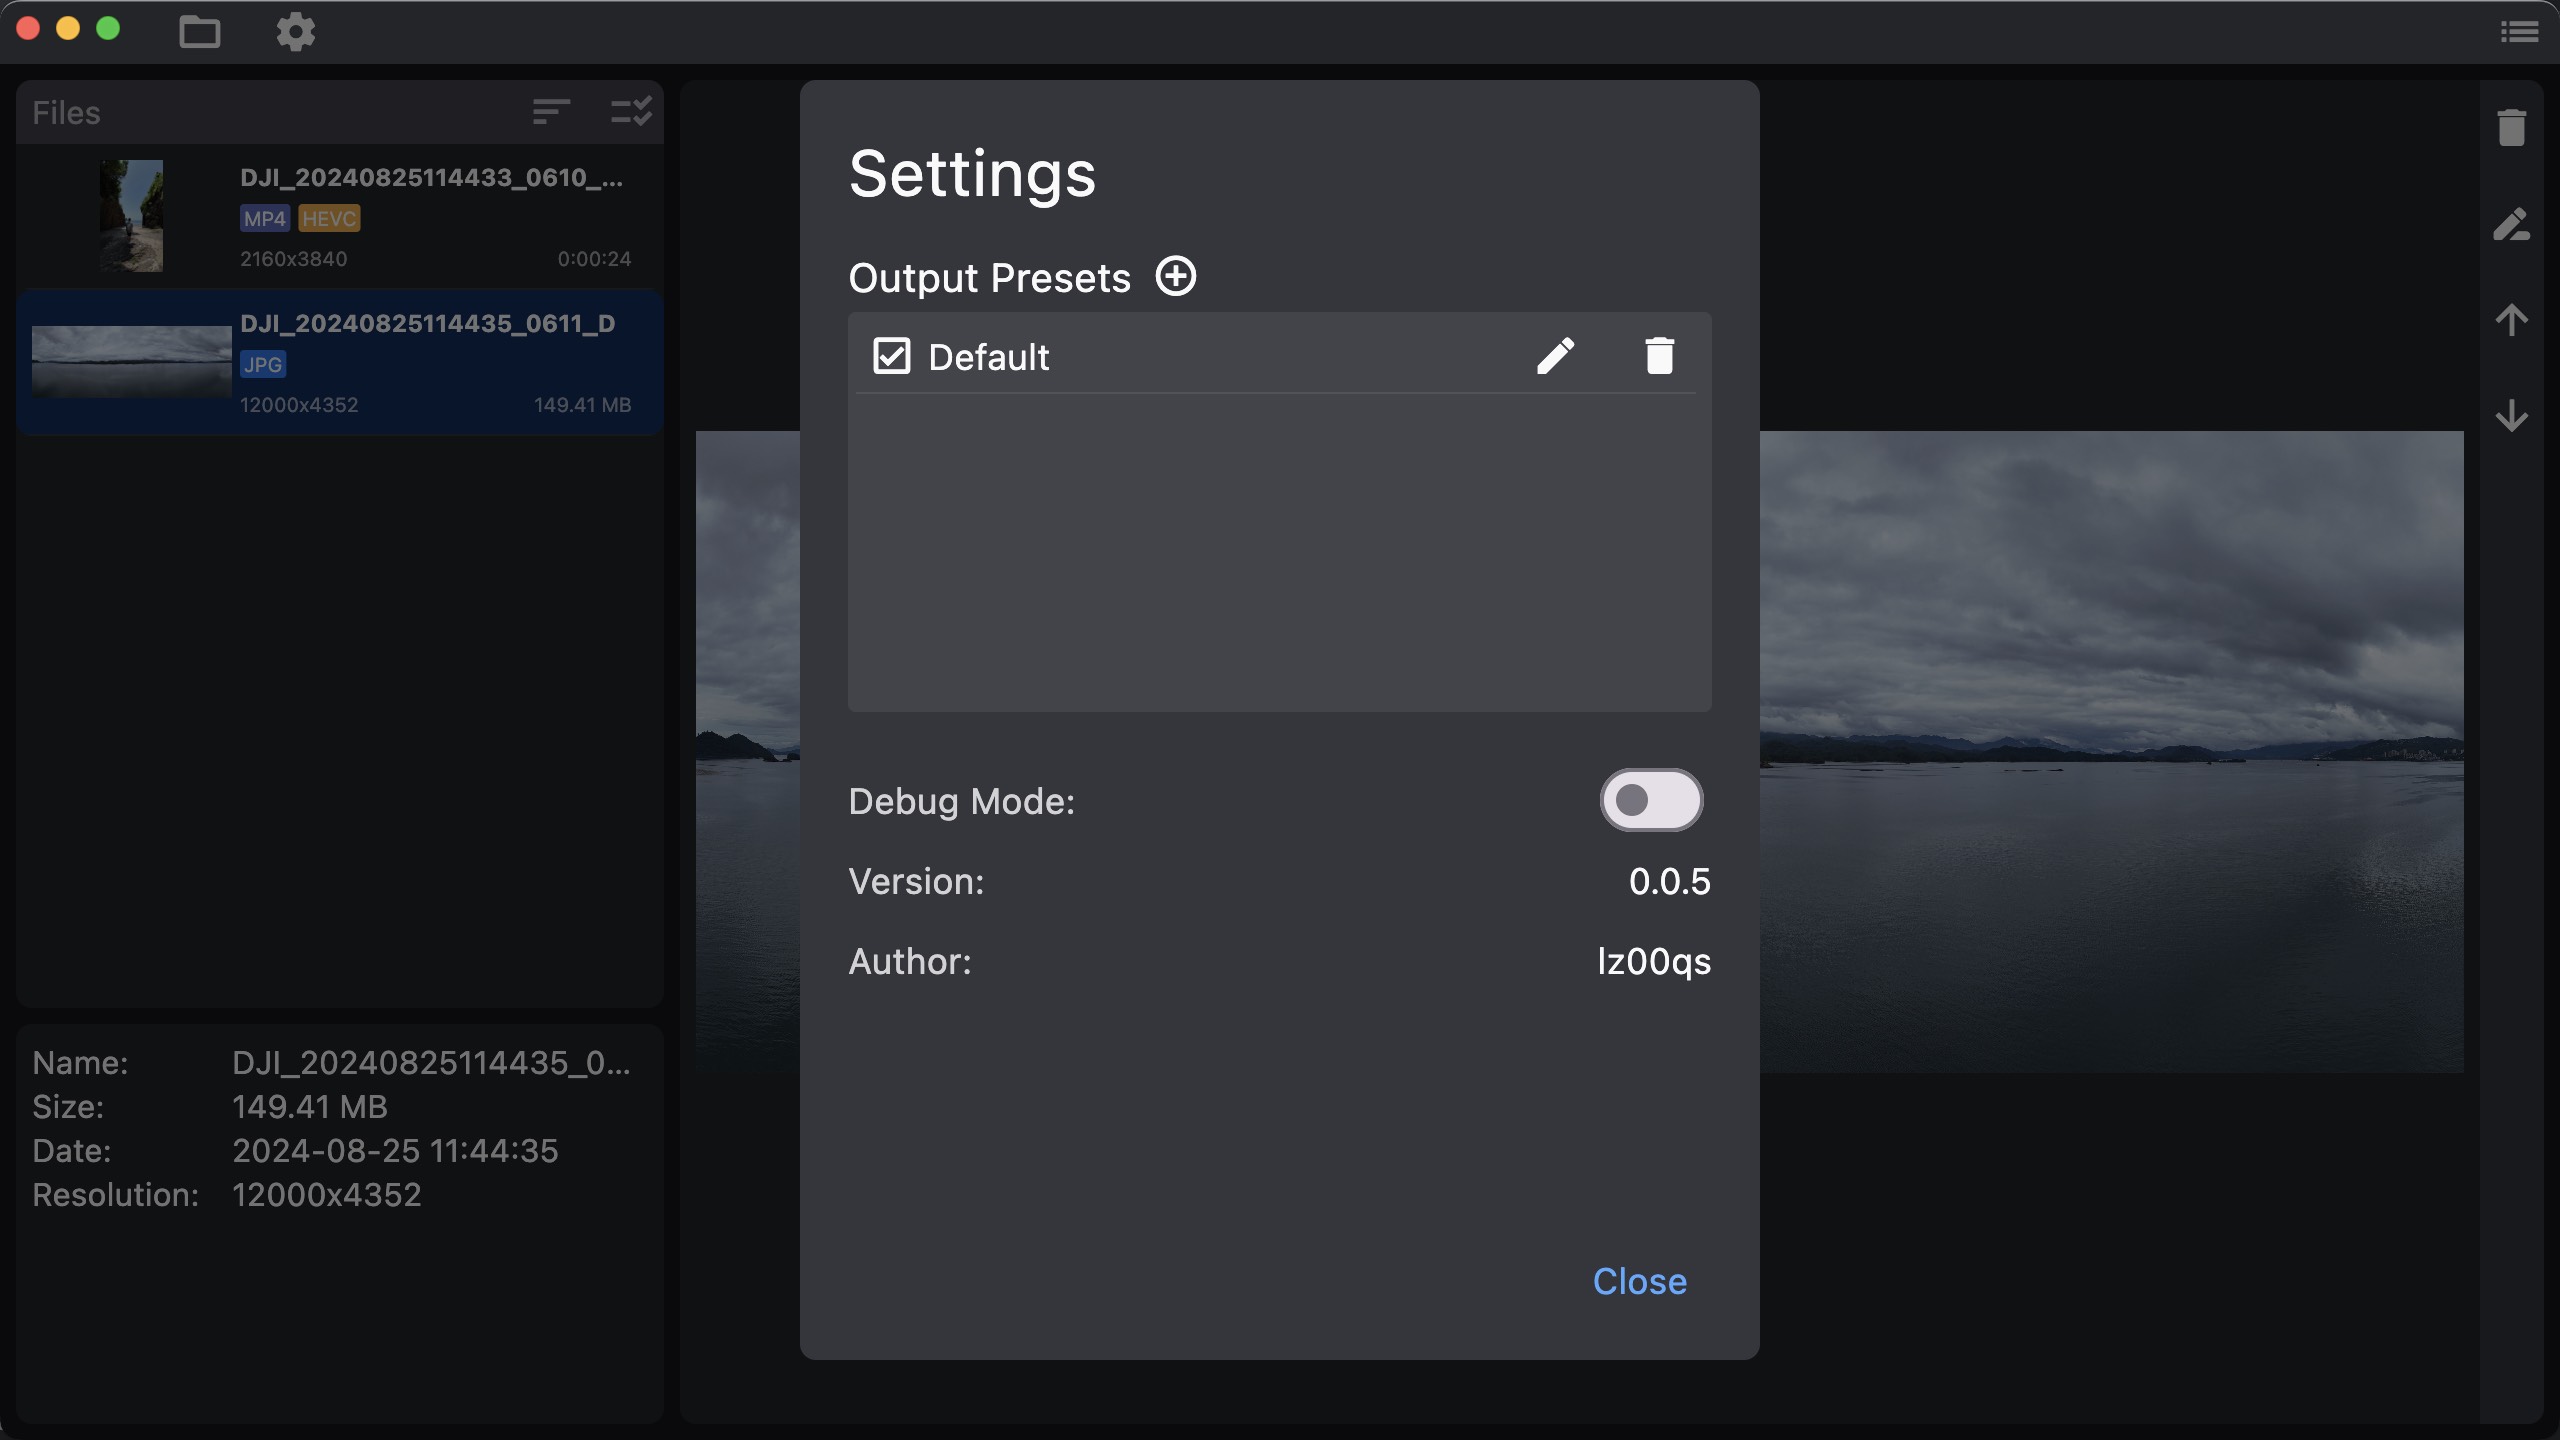 Files
DJI_20240825114433_0610_...
MP4 HEVC
2160x3840 0:00:24
DJI_20240825114435_0611_D
JPG
12000x4352 149.41 MB
Name: DJI_20240825114435_0...
Size: 149.41 MB
Date: 2024-08-25 11:44:35
Resolution: 12000x4352
Settings
Output Presets
Default
Debug Mode:
Version: 0.0.5
Author: lz00qs
Close